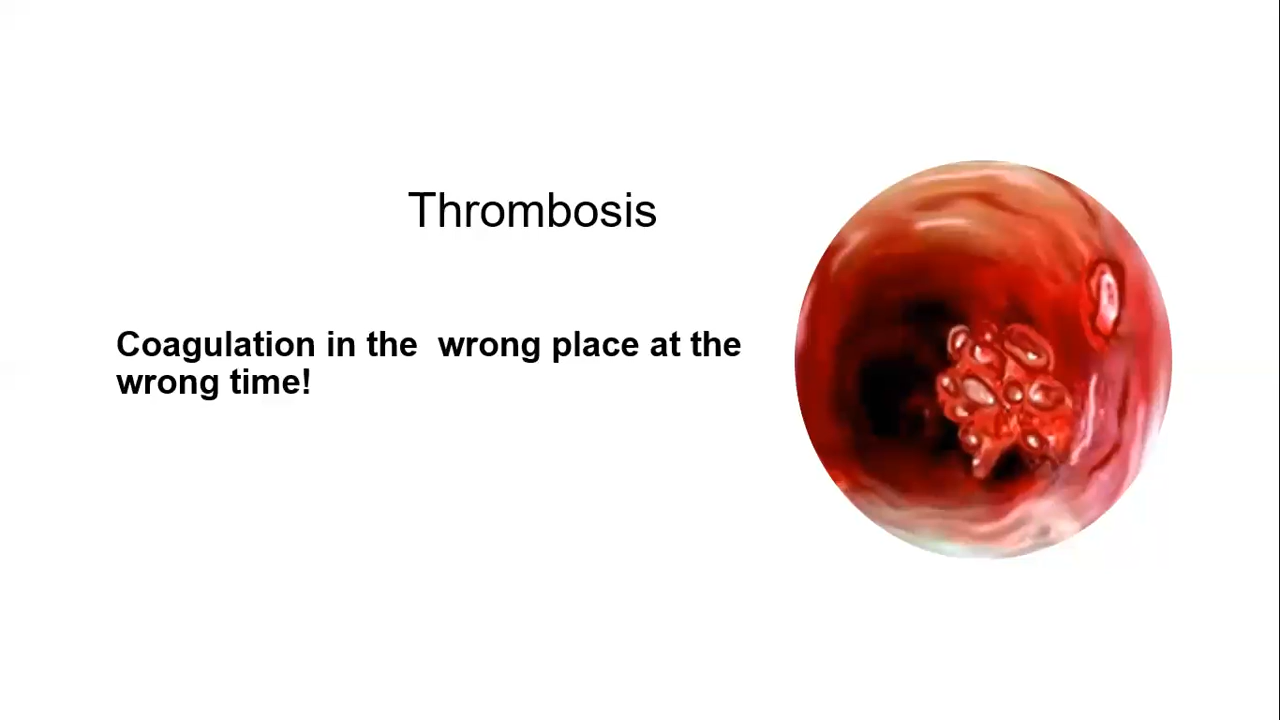 Thrombosis
Coagulation in the  wrong place at the
wrong time!